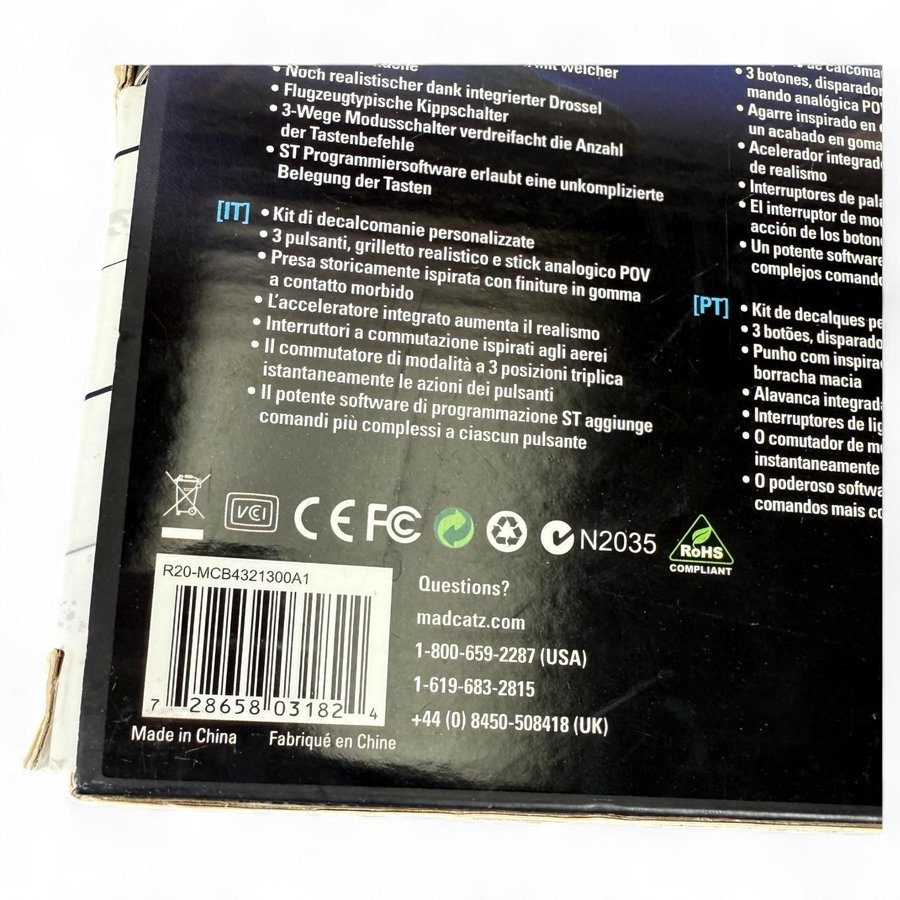 mit weicher
• Noch realistischer dank integrierter Drossel
• Flugzeugtypische Kippschalter
• 3-Wege Modusschalter verdreifacht die Anzahl
der Tastenbefehle
• ST Programmiersoftware erlaubt eine unkomplizierte
Belegung der Tasten
[IT] • Kit di decalcomanie personalizzate
• 3 pulsanti, grilletto realistico e stick analogico POV
• Presa storicamente ispirata con finiture in gomma
a contatto morbido
• L'acceleratore integrato aumenta il realismo
• Interruttori a commutazione ispirati agli aerei
• Il commutatore di modalità a 3 posizioni triplica
istantaneamente le azioni dei pulsanti
• Il potente software di programmazione ST aggiunge
comandi più complessi a ciascun pulsante
• 3 botones, disparador
mando analógica POV
• Agarre inspirado en
un acabado en goma
• Acelerador integrado
de realismo
• Interruptores de pala
• El interruptor de mo
acción de los botone
• Un potente software
complejos comando
[PT] • Kit de decalques pe
• 3 botões, disparado
• Punho com inspira
borracha macia
• Alavanca integrada
• Interruptores de lig
• O comutador de mo
instantaneamente
• O poderoso softwa
comandos mais co
VCI CE FC N2035 RoHS
COMPLIANT
R20-MCB4321300A1
7 28658 03182 4
Made in China Fabriqué en Chine
Questions?
madcatz.com
1-800-659-2287 (USA)
1-619-683-2815
+44 (0) 8450-508418 (UK)